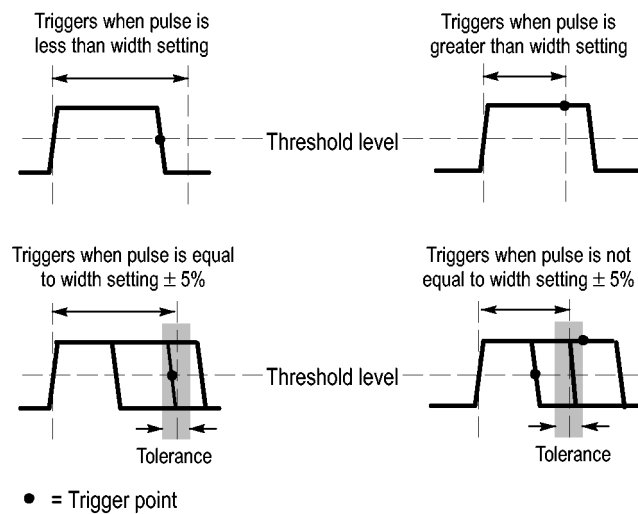 Triggers when pulse is
less than width setting
Triggers when pulse is
greater than width setting
Threshold level
Triggers when pulse is equal
to width setting ± 5%
Triggers when pulse is not
equal to width setting ± 5%
Threshold level
Tolerance
Tolerance
= Trigger point